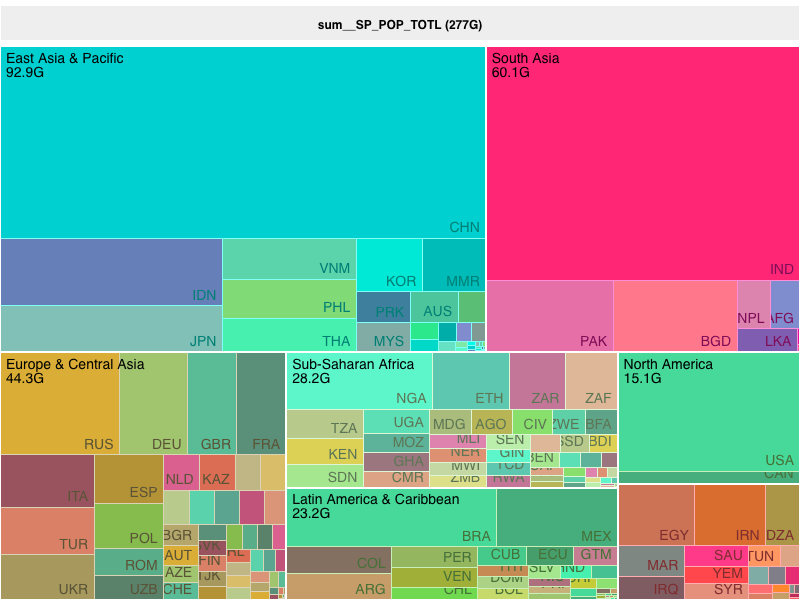 sum__SP_POP_TOTL (277G)
East Asia & Pacific
92.9G
CHN
IDN
JPN
VNM
PHL
THA
KOR
MMR
PRK
AUS
MYS
South Asia
60.1G
IND
PAK
BGD
NPL
AFG
LKA
Europe & Central Asia
44.3G
RUS
DEU
GBR
FRA
ITA
TUR
UKR
ESP
POL
ROM
UZB
NLD
KAZ
BGR
AUT
AZE
CHE
FIN
TJK
Sub-Saharan Africa
28.2G
NGA
ETH
ZAR
ZAF
TZA
KEN
SDN
UGA
MOZ
GHA
CMR
MDG
AGO
CIV
ZWE
BFA
MLI
NER
MWI
ZMB
SEN
GIN
TCD
RWA
BEN
SSD
BDI
Latin America & Caribbean
23.2G
BRA
MEX
COL
ARG
PER
VEN
CHL
CUB
ECU
GTM
HTI
SLV
HND
DOM
BOL
North America
15.1G
USA
CAN
EGY
IRN
DZA
MAR
IRQ
SAU
TUN
YEM
SYR